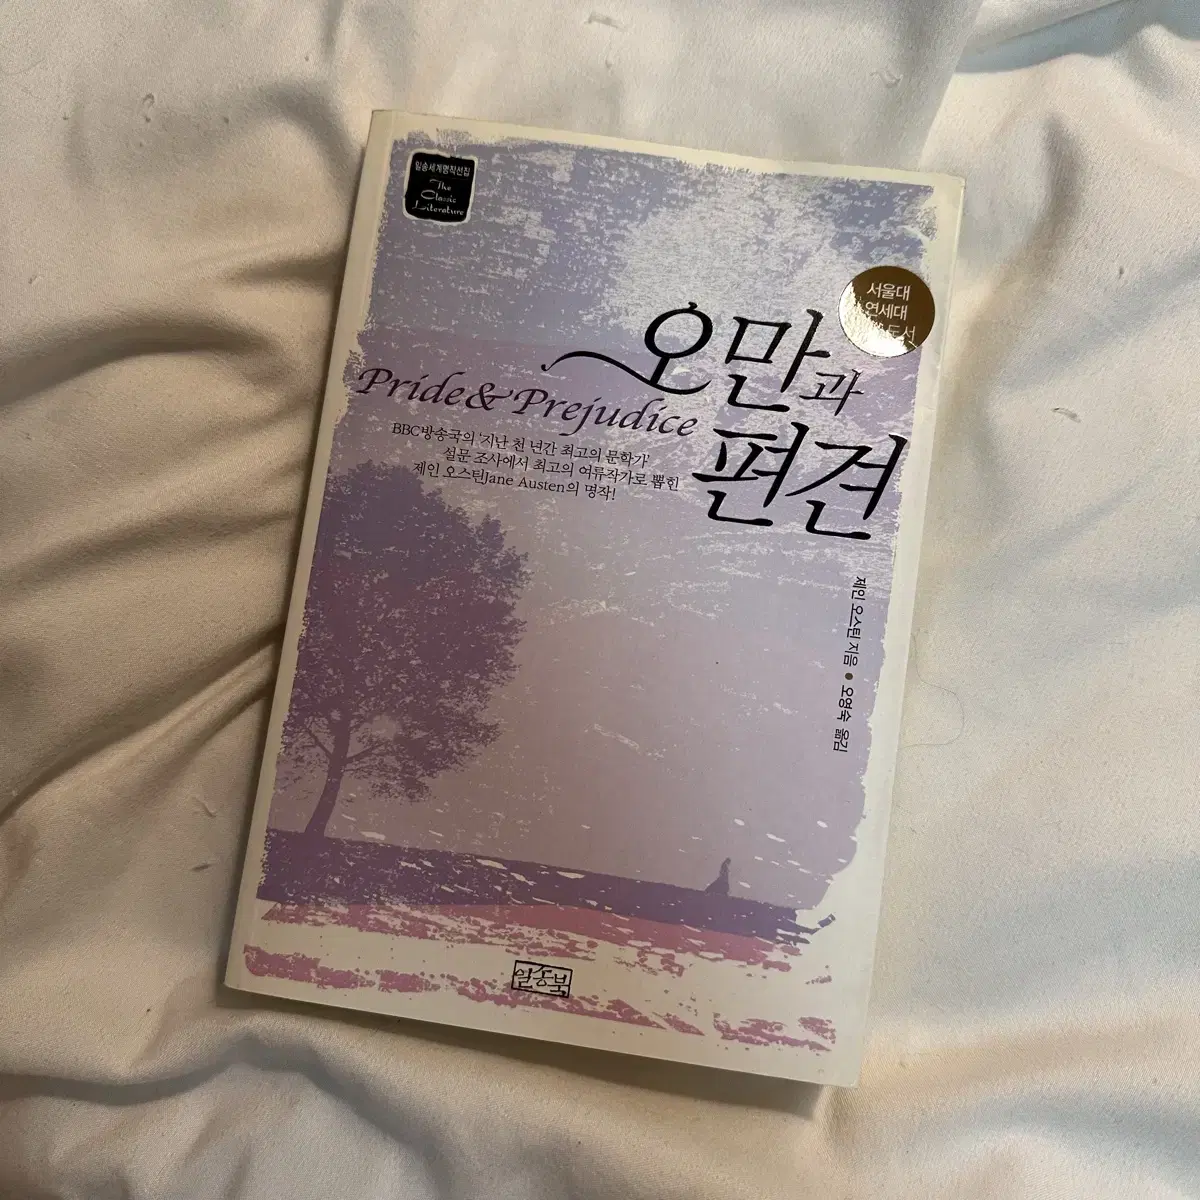 일송세계명작선집
The
Classic
Literature
서울대
연세대
도서
오만과
편견
Pride & Prejudice
BBC방송국의 '지난 천 년간 최고의 문학가'
설문 조사에서 최고의 여류작가로 뽑힌
제인 오스틴Jane Austen의 명작!
제인 오스틴 지음 • 오영숙 옮김
일송북